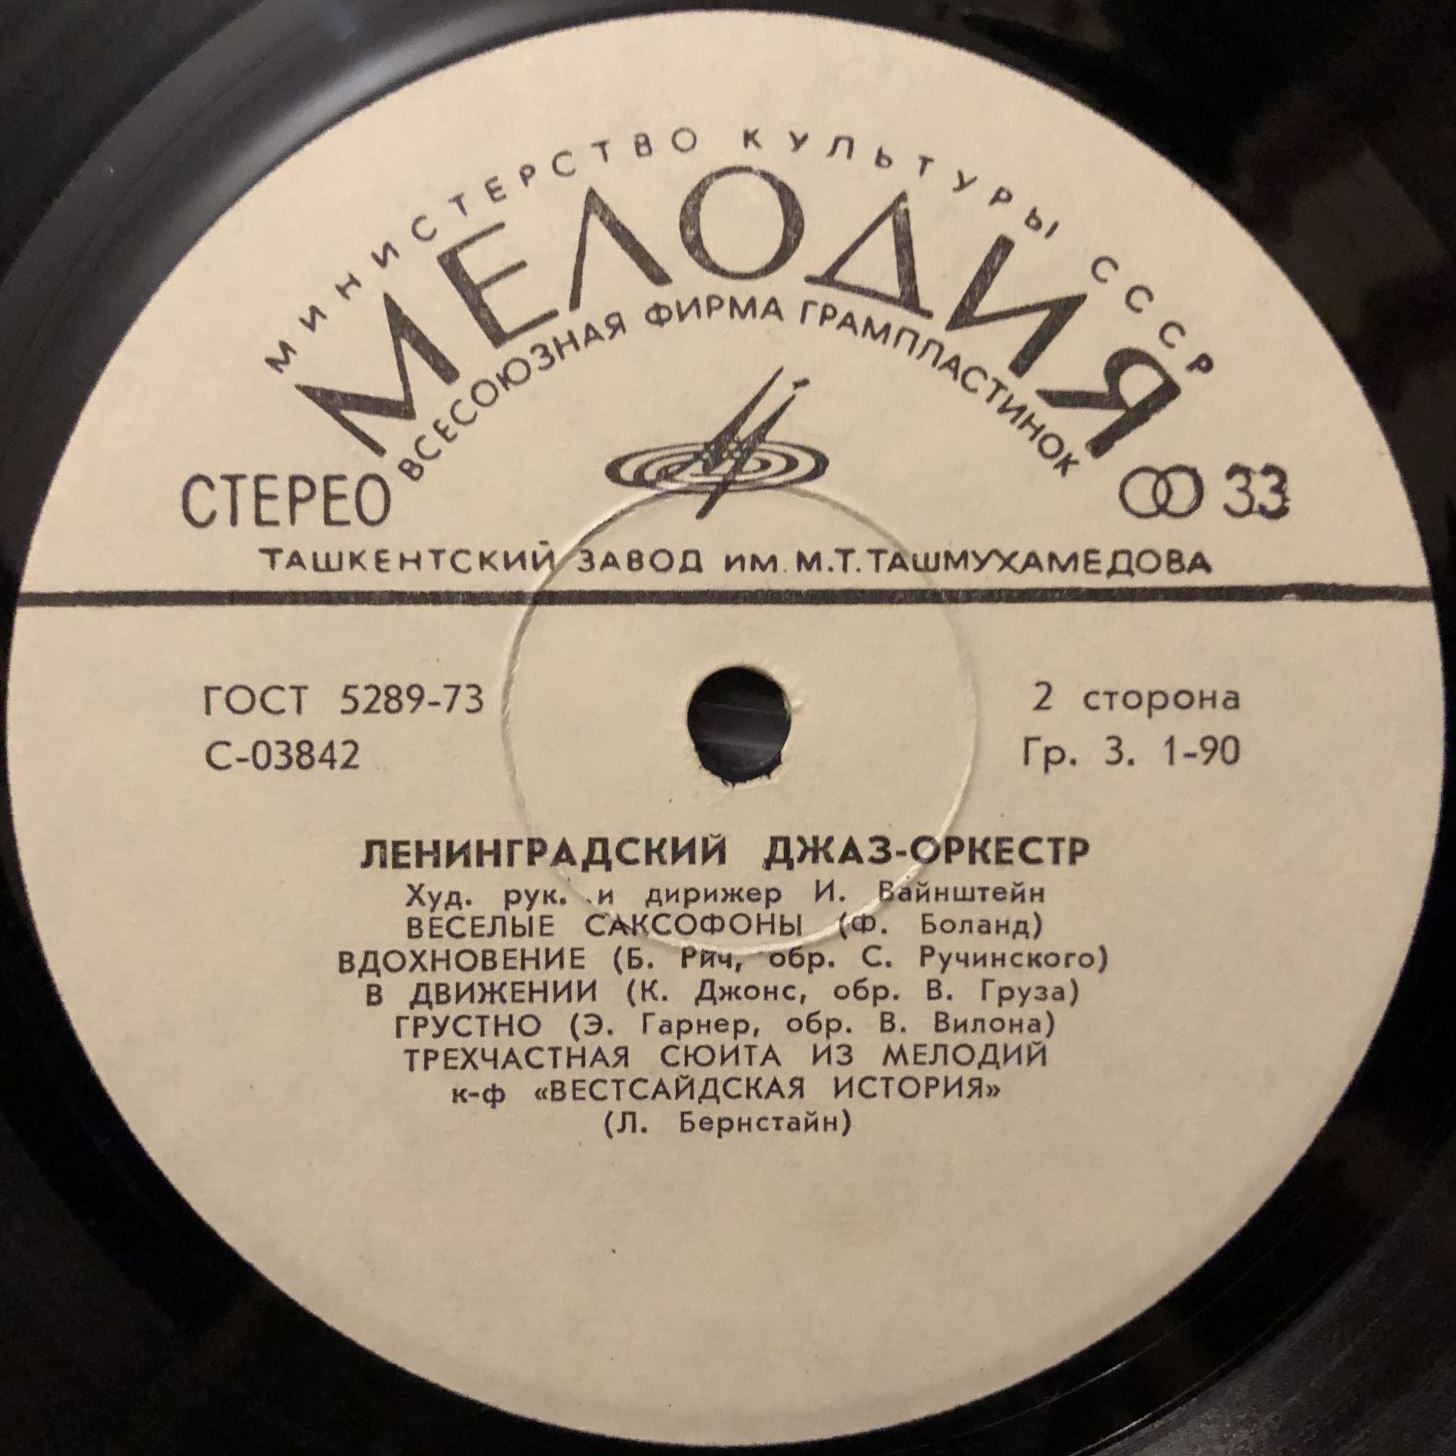 МИНИСТЕРСТВО КУЛЬТУРЫ СССР
МЕЛОДИЯ
ВСЕСОЮЗНАЯ ФИРМА ГРАМПЛАСТИНОК
СТЕРЕО 33
ТАШКЕНТСКИЙ ЗАВОД ИМ. М.Т. ТАШМУХАМЕДОВА
ГОСТ 5289-73 2 сторона
С-03842 Гр. 3. 1-90
ЛЕНИНГРАДСКИЙ ДЖАЗ-ОРКЕСТР
Худ. рук. и дирижер И. Вайнштейн
ВЕСЕЛЫЕ САКСОФОНЫ (Ф. Боланд)
ВДОХНОВЕНИЕ (Б. Рич, обр. С. Ручинского)
В ДВИЖЕНИИ (К. Джонс, обр. В. Груза)
ГРУСТНО (Э. Гарнер, обр. В. Вилона)
ТРЕХЧАСТНАЯ СЮИТА ИЗ МЕЛОДИЙ
к-ф «ВЕСТСАЙДСКАЯ ИСТОРИЯ»
(Л. Бернстайн)